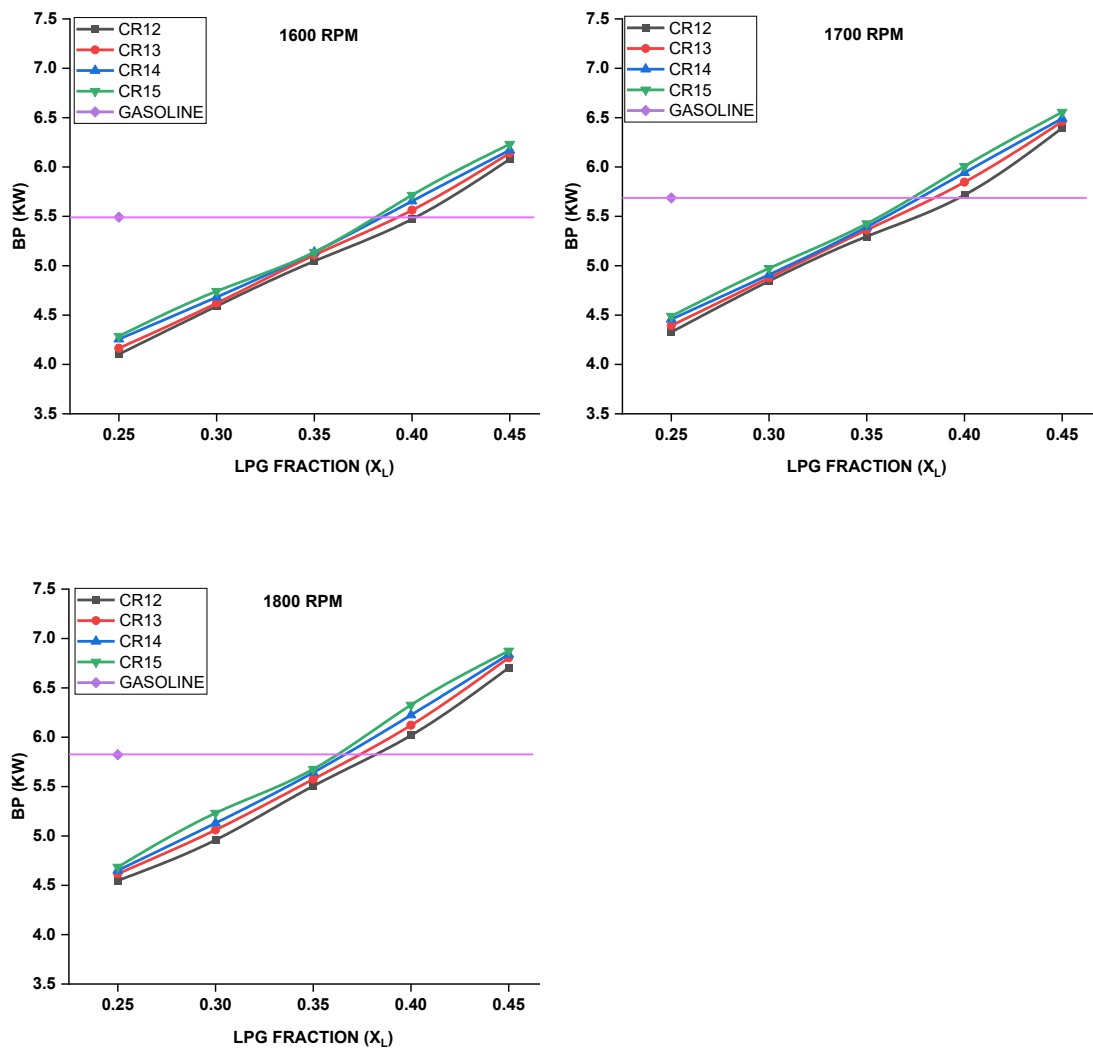 1600 RPM
CR12
CR13
CR14
CR15
GASOLINE
7.5
7.0
6.5
6.0
5.5
5.0
4.5
4.0
3.5
BP (KW)
0.25 0.30 0.35 0.40 0.45
LPG FRACTION (X_L)
1700 RPM
CR12
CR13
CR14
CR15
GASOLINE
7.5
7.0
6.5
6.0
5.5
5.0
4.5
4.0
3.5
BP (KW)
0.25 0.30 0.35 0.40 0.45
LPG FRACTION (X_L)
1800 RPM
CR12
CR13
CR14
CR15
GASOLINE
7.5
7.0
6.5
6.0
5.5
5.0
4.5
4.0
3.5
BP (KW)
0.25 0.30 0.35 0.40 0.45
LPG FRACTION (X_L)